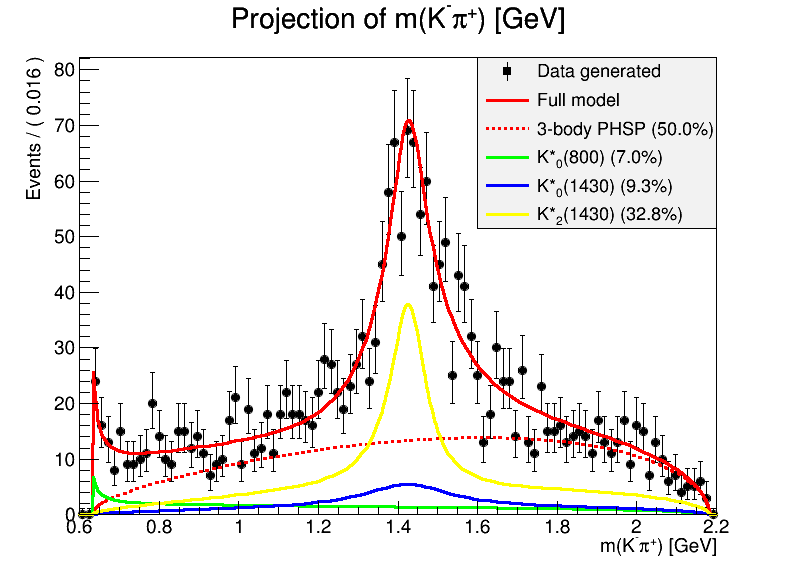 Projection of m(K⁻π⁺) [GeV]
Events / ( 0.016 )
80
70
60
50
40
30
20
10
0
Data generated
Full model
3-body PHSP (50.0%)
K*₀(800) (7.0%)
K*₀(1430) (9.3%)
K*₂(1430) (32.8%)
0.6 0.8 1 1.2 1.4 1.6 1.8 2 2.2
m(K⁻π⁺) [GeV]